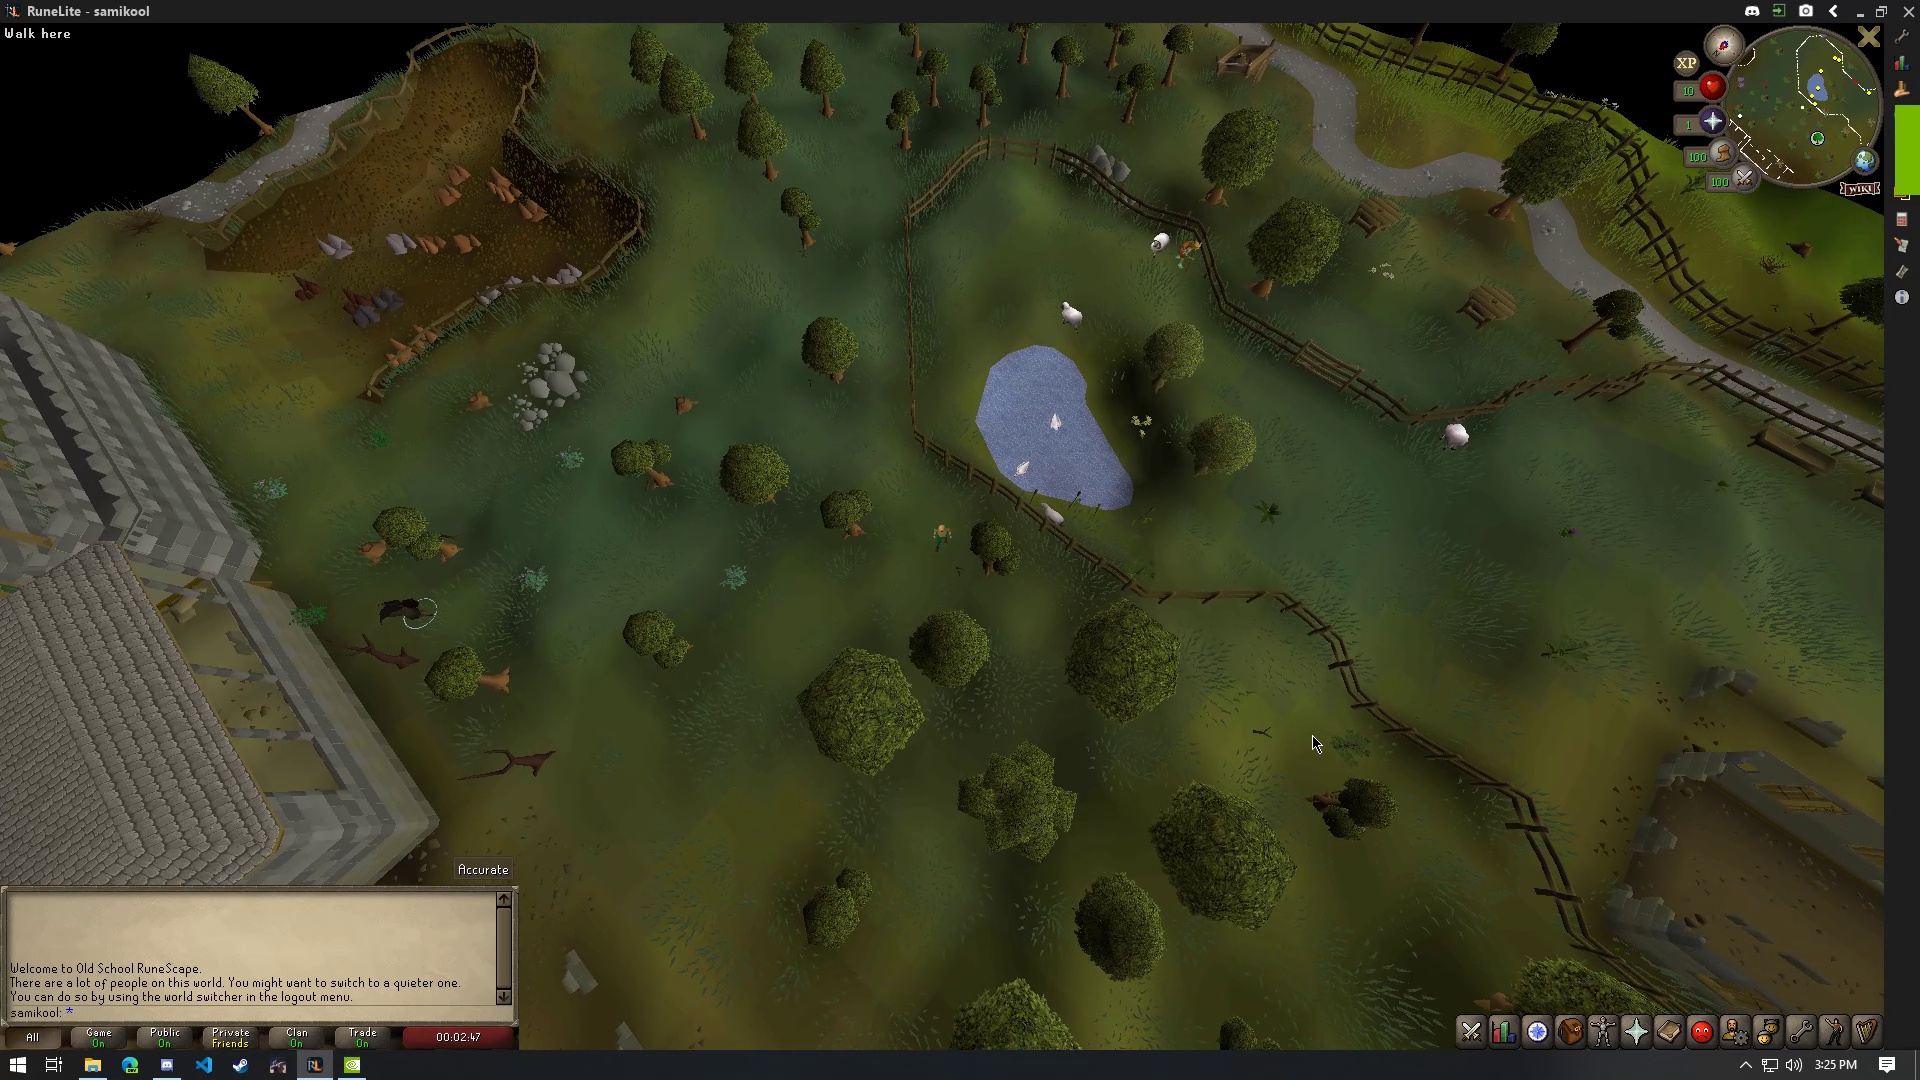 RuneLite - samikool
Walk here
XP
10
1
100
100
WIKI
Accurate
Welcome to Old School RuneScape.
There are a lot of people on this world. You might want to switch to a quieter one.
You can do so by using the world switcher in the logout menu.
samikool: *
All
Game
On
Public
On
Private
Friends
Clan
On
Trade
On
00:02:47
3:25 PM